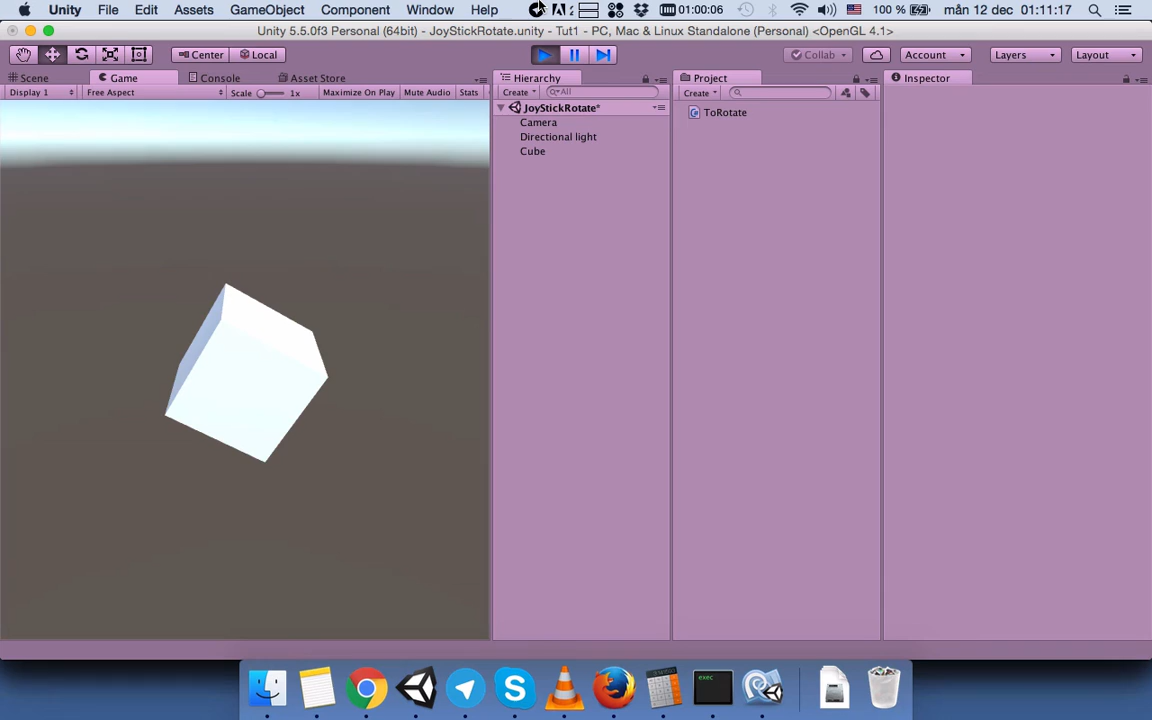 Unity File Edit Assets GameObject Component Window Help 2 01:00:06 100 % mån 12 dec 01:11:17
Unity 5.5.0f3 Personal (64bit) - JoyStickRotate.unity - Tut1 - PC, Mac & Linux Standalone (Personal) <OpenGL 4.1>
Center Local Collab Account Layers Layout
Scene Game Console Asset Store Hierarchy Project Inspector
Display 1 Free Aspect Scale 1x Maximize On Play Mute Audio Stats Create All Create
JoyStickRotate*
Camera
Directional light
Cube
ToRotate
exec